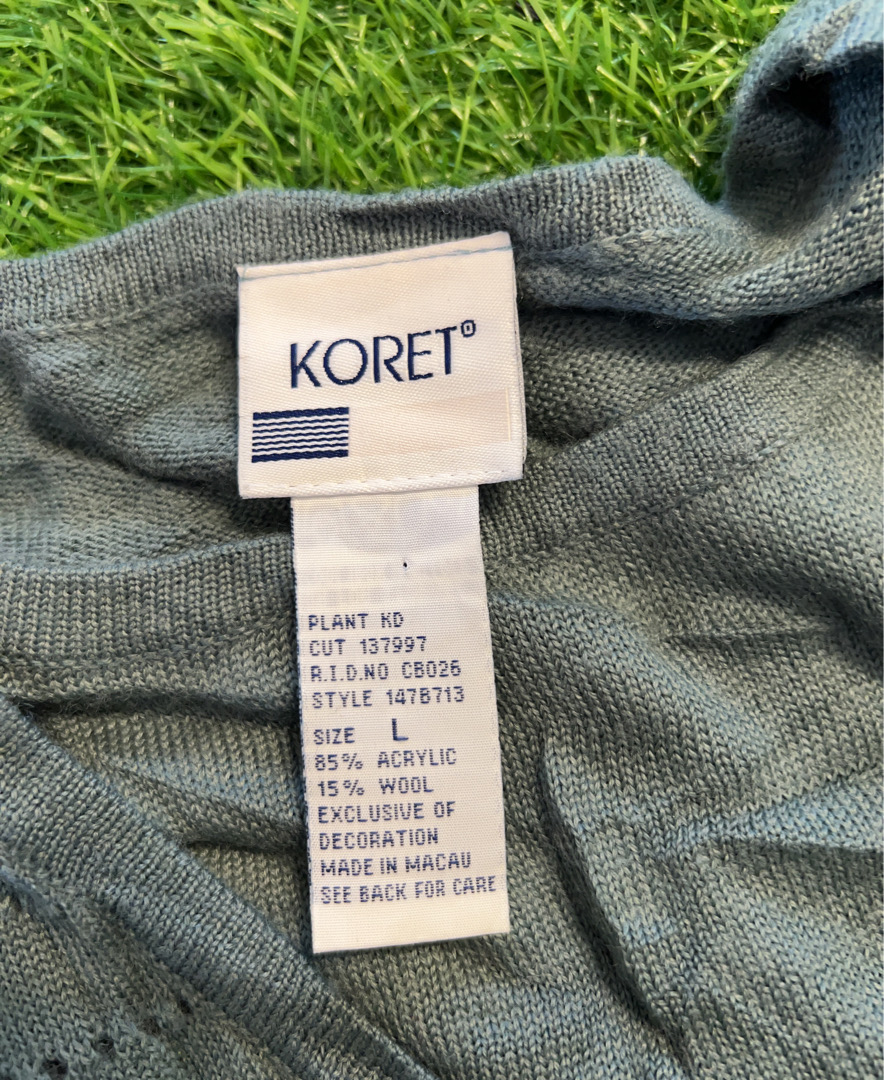 KORET®
PLANT KD
CUT 137997
R.I.D.NO CB026
STYLE 147B713
SIZE L
85% ACRYLIC
15% WOOL
EXCLUSIVE OF
DECORATION
MADE IN MACAU
SEE BACK FOR CARE